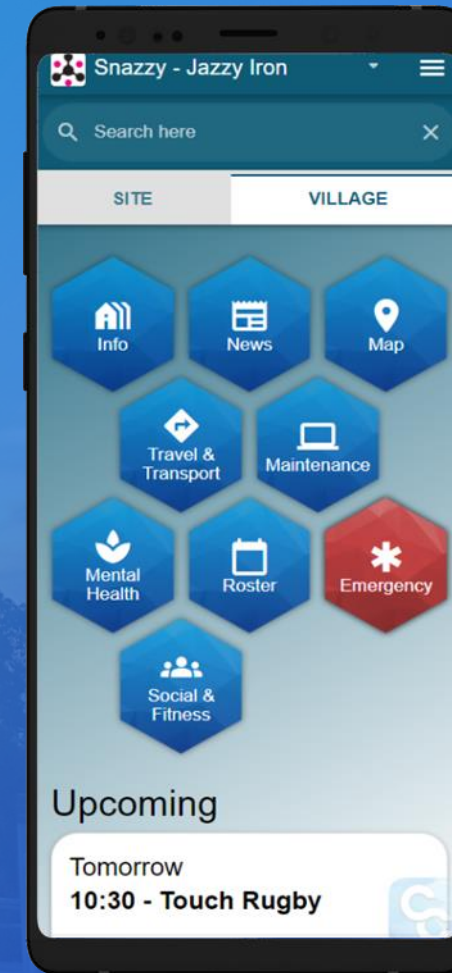 Snazzy - Jazzy Iron
Search here
SITE VILLAGE
Info News Map
Travel &
Transport
Maintenance
Mental
Health
Roster
Emergency
Social &
Fitness
Upcoming
Tomorrow
10:30 - Touch Rugby